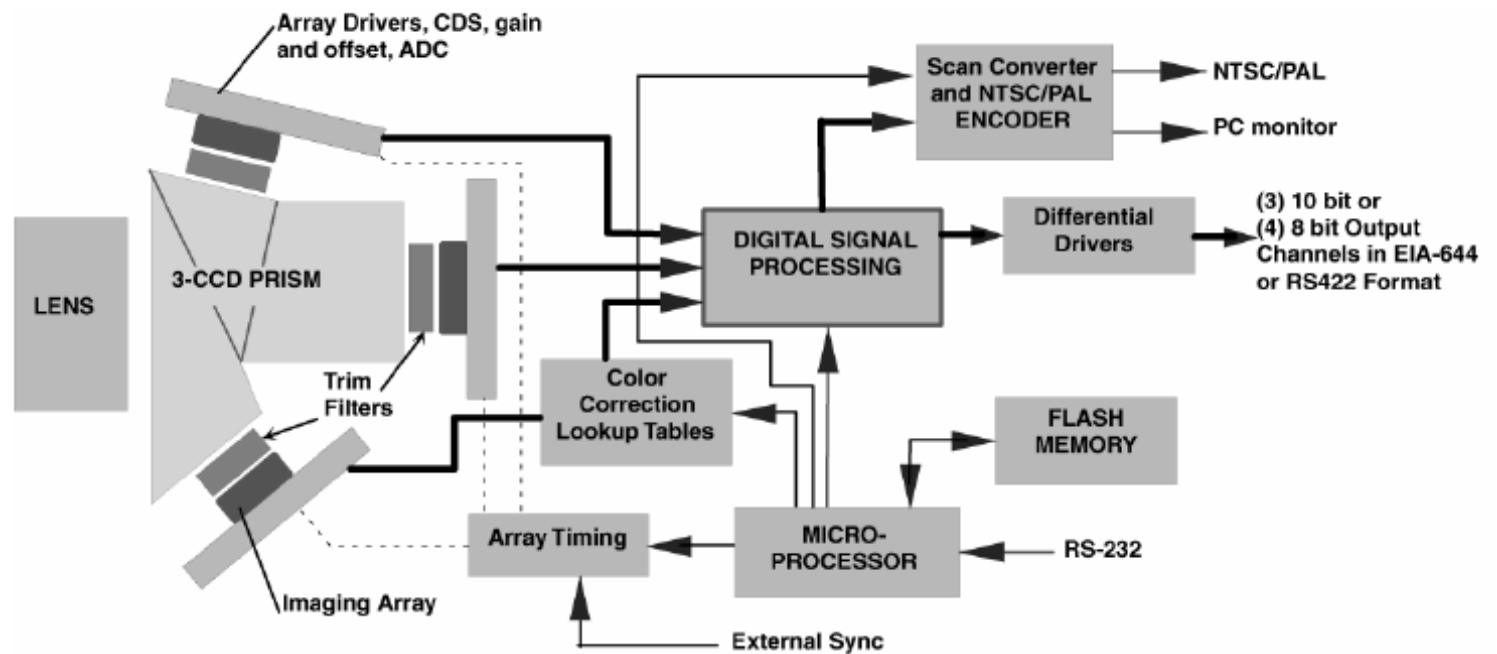 Array Drivers, CDS, gain
and offset, ADC
Scan Converter
and NTSC/PAL
ENCODER
NTSC/PAL
PC monitor
LENS
3-CCD PRISM
DIGITAL SIGNAL
PROCESSING
Differential
Drivers
(3) 10 bit or
(4) 8 bit Output
Channels in EIA-644
or RS422 Format
Trim
Filters
Color
Correction
Lookup Tables
FLASH
MEMORY
Array Timing
MICRO-
PROCESSOR
RS-232
Imaging Array
External Sync